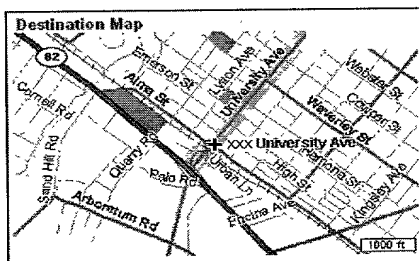 Destination Map
82
Emerson St
Lytton Ave
University Ave
Webster St
Cowper St
Waverley St
Alma St
Cornell Rd
Sand Hill Rd
Quarry Rd
Palo Rd
xxx University Ave
Urban Ln
High St
Ramona St
Kingsley Ave
Encina Ave
Arboretum Rd
1000 ft